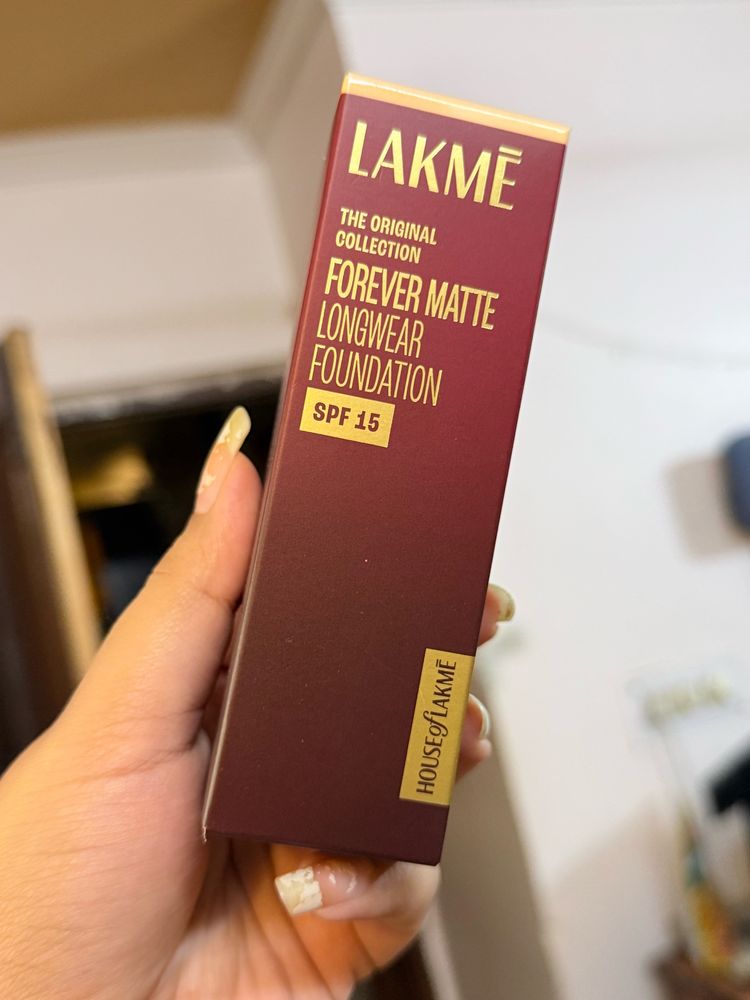 LAKMĒ
THE ORIGINAL
COLLECTION
FOREVER MATTE
LONGWEAR
FOUNDATION
SPF 15
HOUSE of LAKMĒ